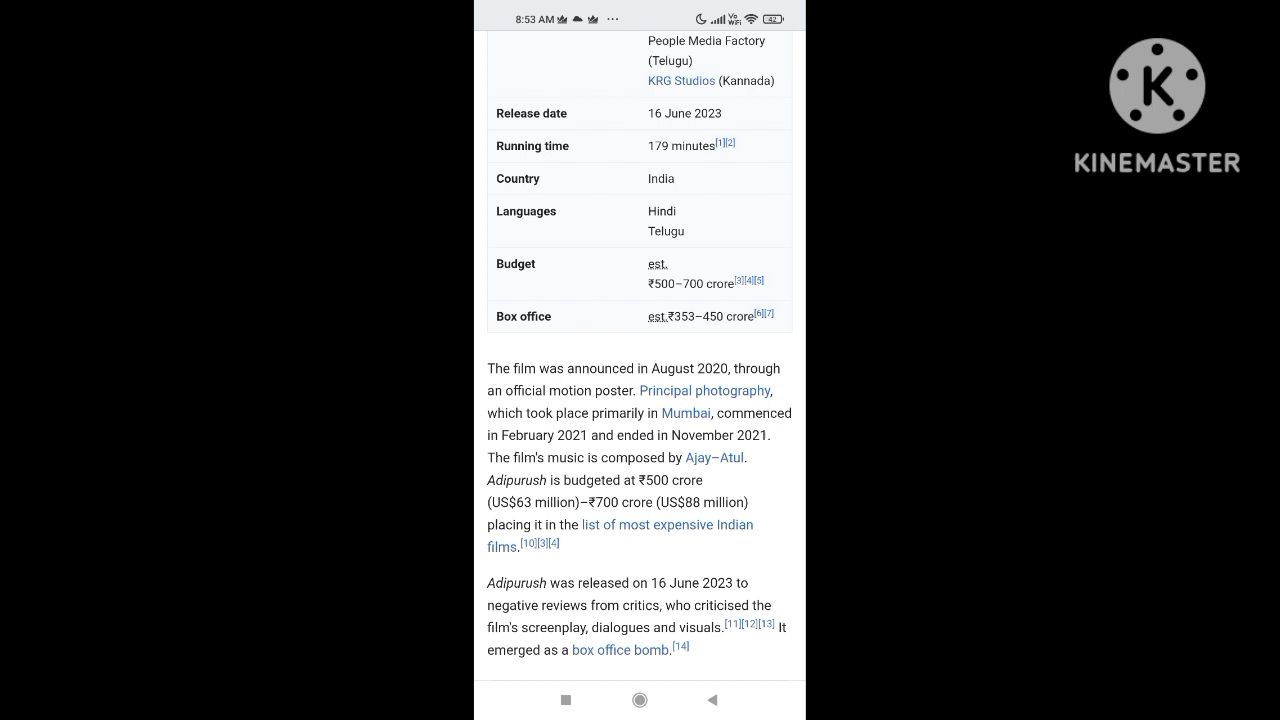 8:53 AM ... Vo WiFi 42
People Media Factory
(Telugu)
KRG Studios (Kannada)
Release date 16 June 2023
Running time 179 minutes[1][2]
Country India
Languages Hindi
Telugu
Budget est.
₹500–700 crore[3][4][5]
Box office est.₹353–450 crore[6][7]
The film was announced in August 2020, through
an official motion poster. Principal photography,
which took place primarily in Mumbai, commenced
in February 2021 and ended in November 2021.
The film's music is composed by Ajay–Atul.
Adipurush is budgeted at ₹500 crore
(US$63 million)–₹700 crore (US$88 million)
placing it in the list of most expensive Indian
films.[10][3][4]
Adipurush was released on 16 June 2023 to
negative reviews from critics, who criticised the
film's screenplay, dialogues and visuals.[11][12][13] It
emerged as a box office bomb.[14]
K
KINEMASTER